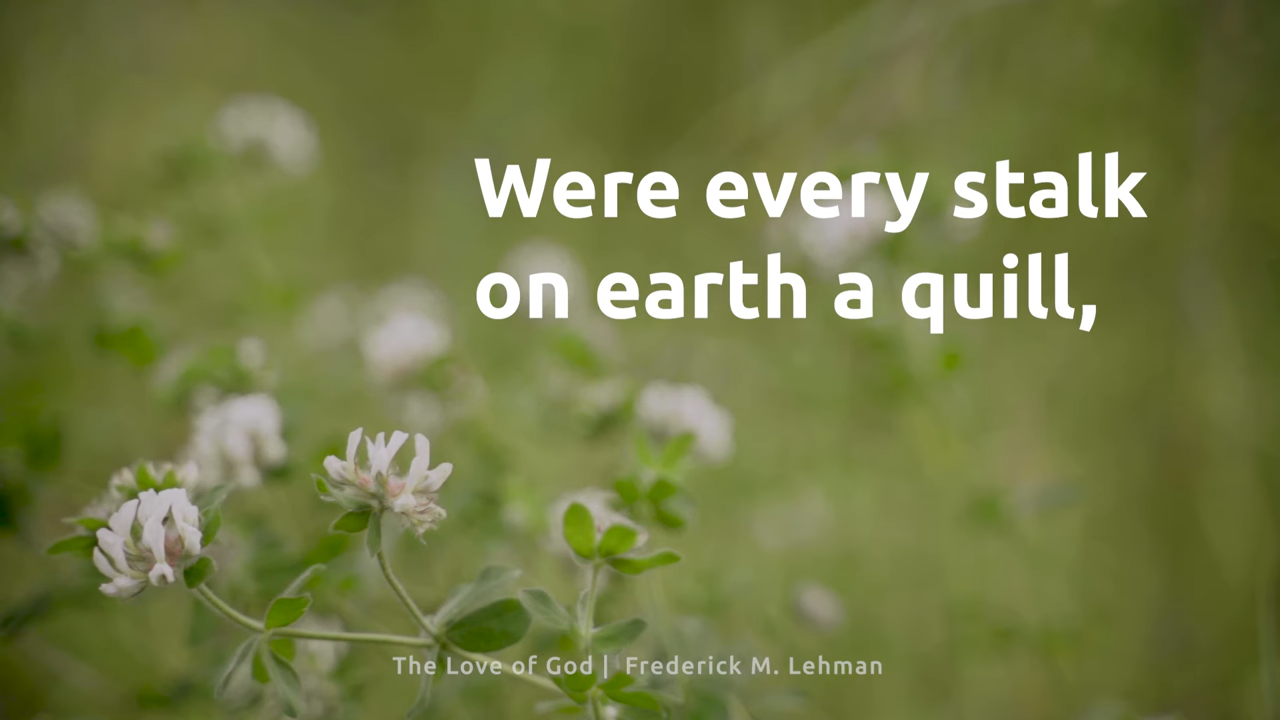 Were every stalk
on earth a quill,
The Love of God | Frederick M. Lehman